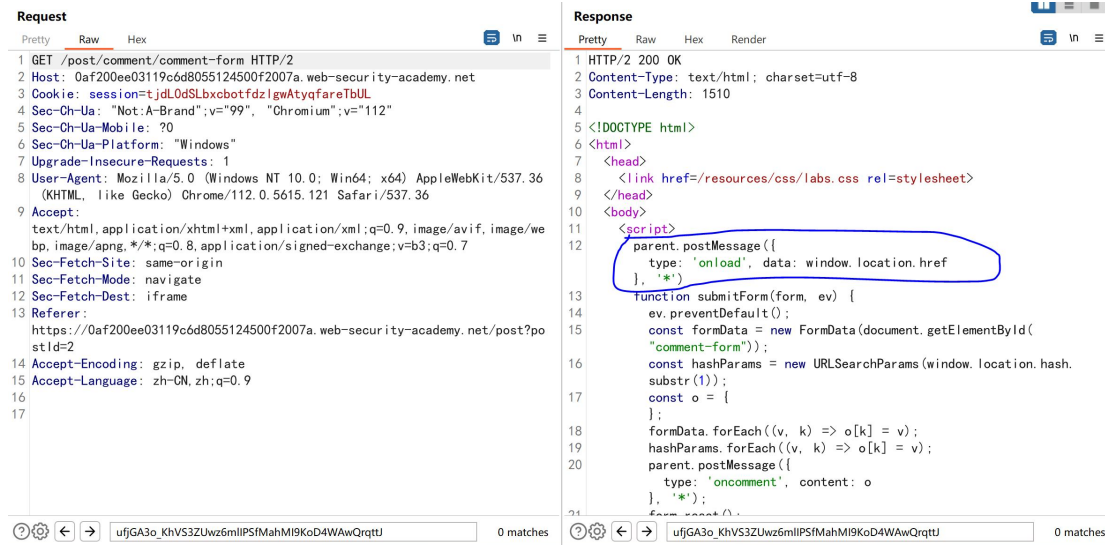 Request
Pretty Raw Hex \n
1 GET /post/comment/comment-form HTTP/2
2 Host: 0af200ee03119c6d8055124500f2007a.web-security-academy.net
3 Cookie: session=tjdLOdSLbxcbotfdzIgwAtyqfareTbUL
4 Sec-Ch-Ua: "Not:A-Brand";v="99", "Chromium";v="112"
5 Sec-Ch-Ua-Mobile: ?0
6 Sec-Ch-Ua-Platform: "Windows"
7 Upgrade-Insecure-Requests: 1
8 User-Agent: Mozilla/5.0 (Windows NT 10.0; Win64; x64) AppleWebKit/537.36
(KHTML, like Gecko) Chrome/112.0.5615.121 Safari/537.36
9 Accept:
text/html,application/xhtml+xml,application/xml;q=0.9,image/avif,image/we
bp,image/apng,*/*;q=0.8,application/signed-exchange;v=b3;q=0.7
10 Sec-Fetch-Site: same-origin
11 Sec-Fetch-Mode: navigate
12 Sec-Fetch-Dest: iframe
13 Referer:
https://0af200ee03119c6d8055124500f2007a.web-security-academy.net/post?po
stId=2
14 Accept-Encoding: gzip, deflate
15 Accept-Language: zh-CN,zh;q=0.9
16
17
ufjGA3o_KhVS3ZUwz6mlIPSfMahMI9KoD4WAwQrqttJ 0 matches
Response
Pretty Raw Hex Render \n
1 HTTP/2 200 OK
2 Content-Type: text/html; charset=utf-8
3 Content-Length: 1510
4
5 <!DOCTYPE html>
6 <html>
7 <head>
8 <link href=/resources/css/labs.css rel=stylesheet>
9 </head>
10 <body>
11 <script>
12 parent.postMessage({
type: 'onload', data: window.location.href
}, '*')
13 function submitForm(form, ev) {
14 ev.preventDefault();
15 const formData = new FormData(document.getElementById(
"comment-form"));
16 const hashParams = new URLSearchParams(window.location.hash.
substr(1));
17 const o = {
};
18 formData.forEach((v, k) => o[k] = v);
19 hashParams.forEach((v, k) => o[k] = v);
20 parent.postMessage({
type: 'oncomment', content: o
}, '*');
21 form.reset();
ufjGA3o_KhVS3ZUwz6mlIPSfMahMI9KoD4WAwQrqttJ 0 matches